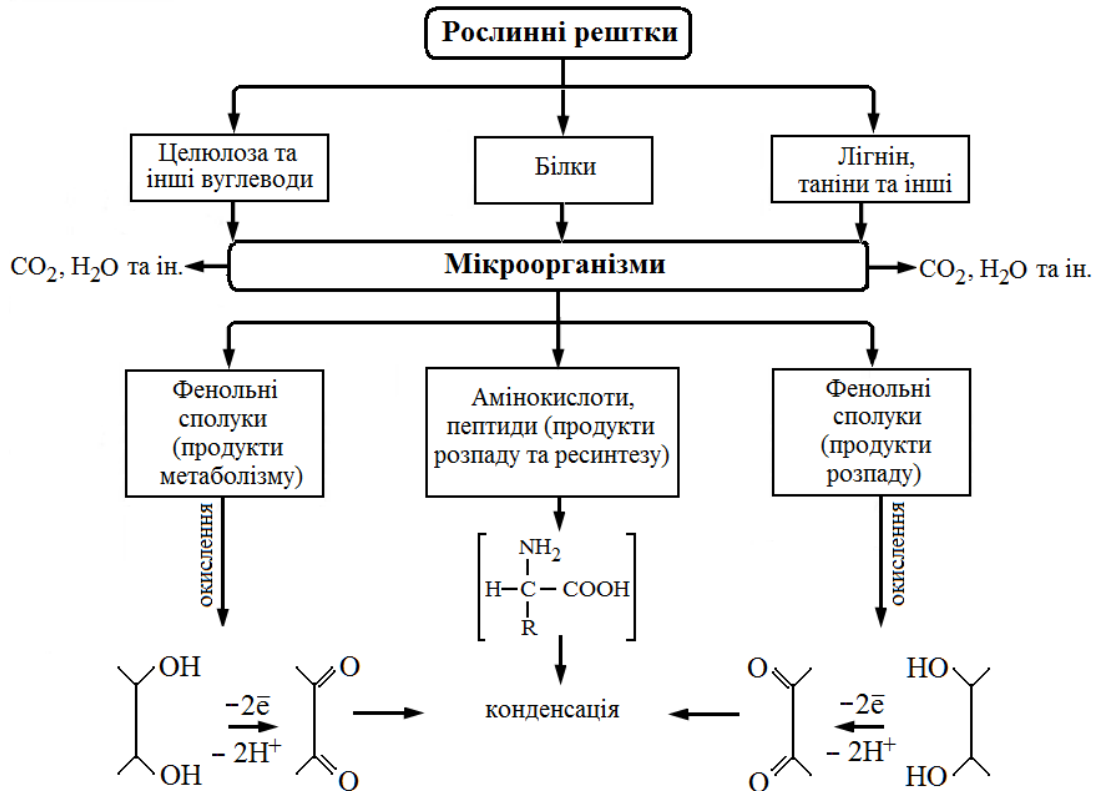 Рослинні рештки
Целюлоза та
інші вуглеводи
Білки
Лігнін,
таніни та інші
CO₂, H₂O та ін.
Мікроорганізми
CO₂, H₂O та ін.
Фенольні
сполуки
(продукти
метаболізму)
Амінокислоти,
пептиди (продукти
розпаду та ресинтезу)
Фенольні
сполуки
(продукти
розпаду)
окислення
NH₂
H–C–COOH
R
окислення
OH
OH
−2e̅
− 2H⁺
O
O
конденсація
O
O
−2e̅
− 2H⁺
HO
HO